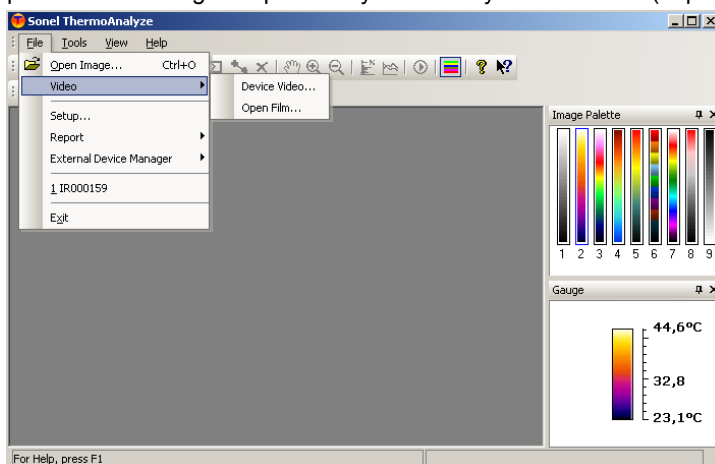 Sonel ThermoAnalyze
File Tools View Help
Open Image... Ctrl+O
Video
Device Video...
Open Film...
Setup...
Report
External Device Manager
1 IR000159
Exit
Image Palette
1 2 3 4 5 6 7 8 9
Gauge
44,6ºC
32,8
23,1ºC
For Help, press F1